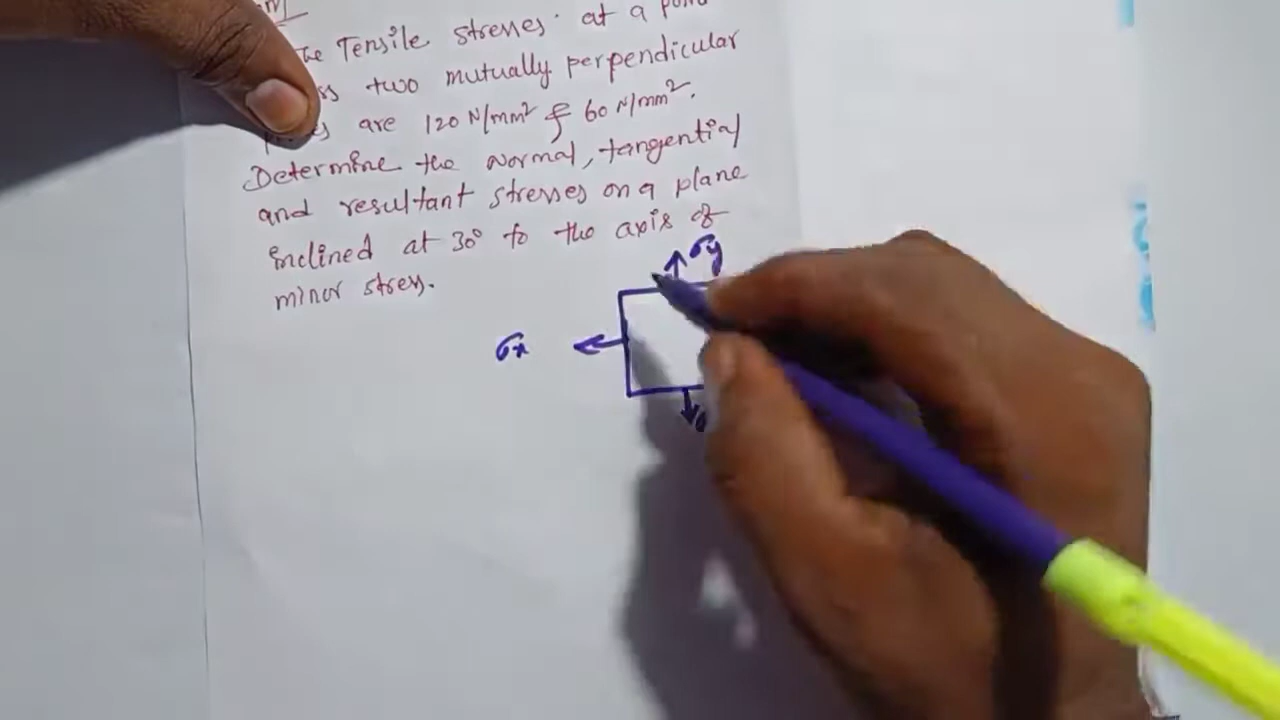 Tensile stresses at a point
two mutually perpendicular
are 120 N/mm² & 60 N/mm².
Determine the normal, tangential
and resultant stresses on a plane
inclined at 30° to the axis of
minor stress.
σy
σx